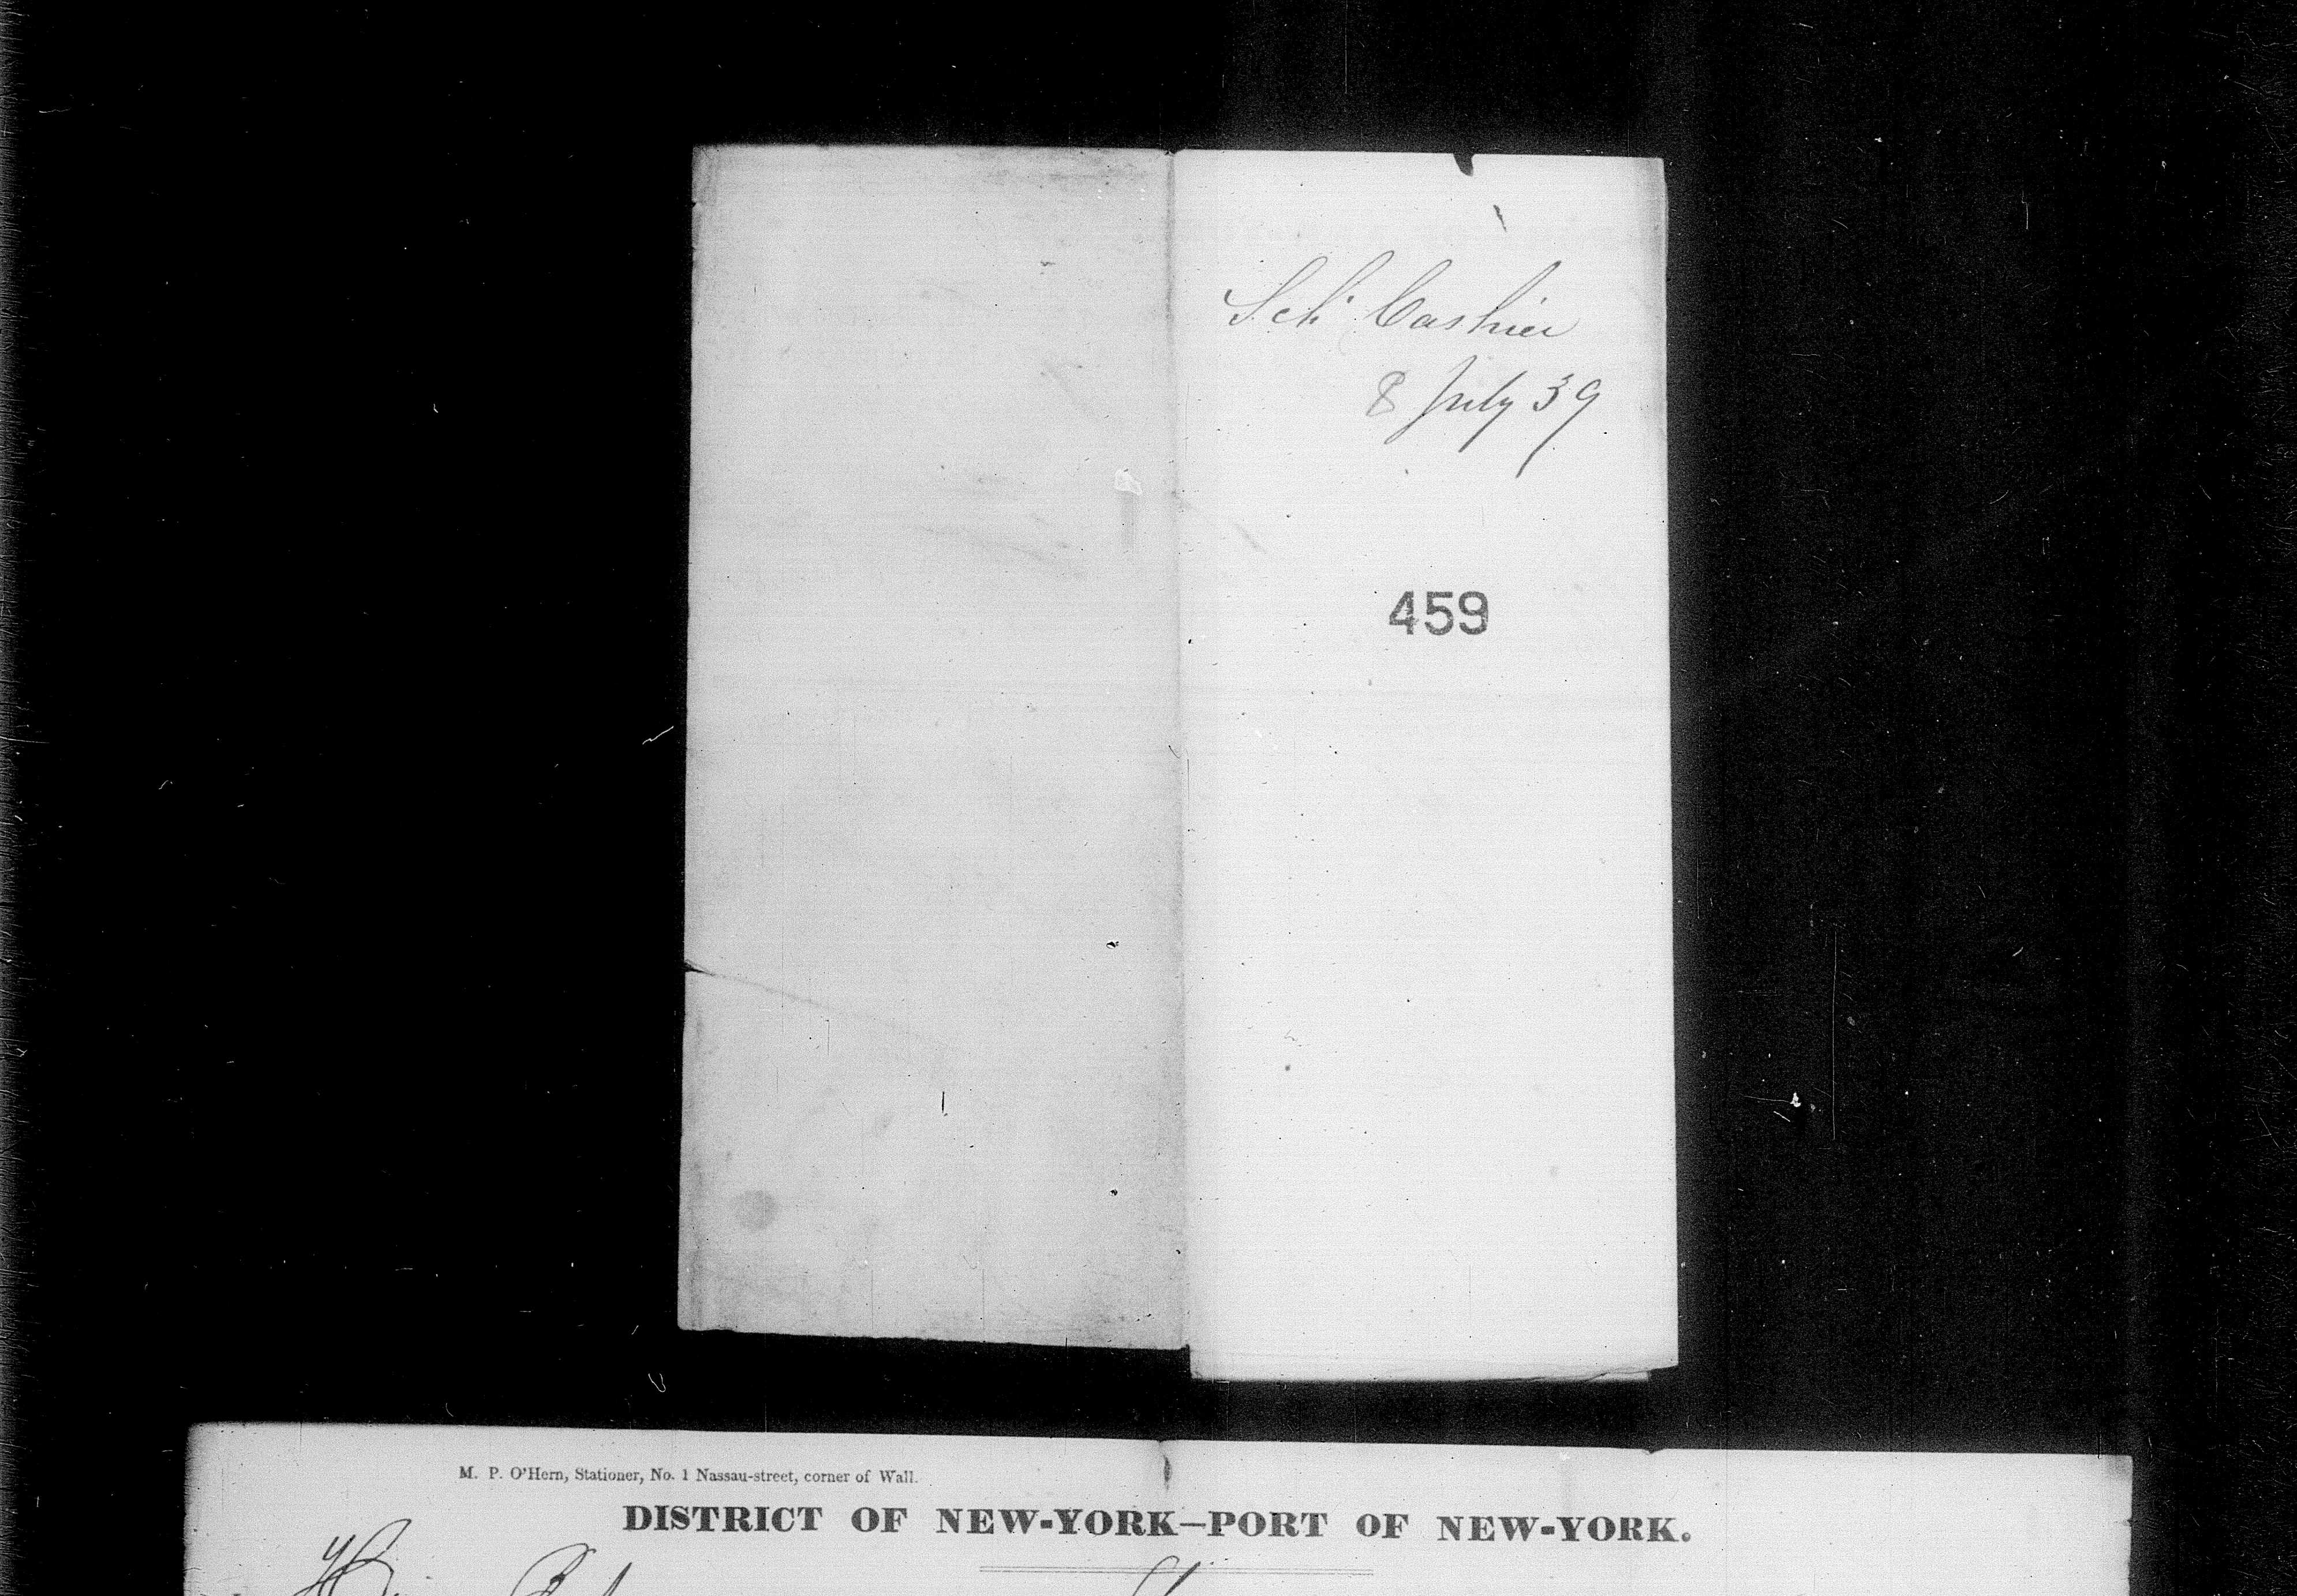 Sch Cashier
8 July 39
459
M. P. O'Hern, Stationer, No. 1 Nassau-street, corner of Wall.
DISTRICT OF NEW-YORK—PORT OF NEW-YORK.